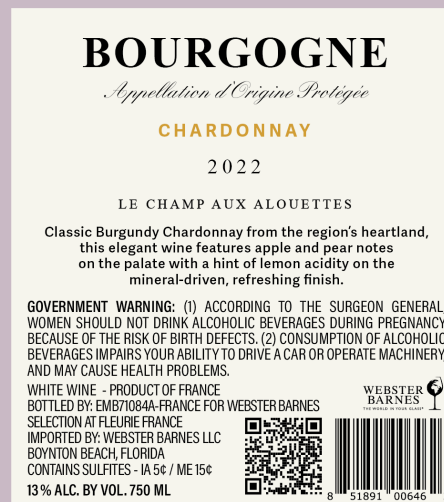 BOURGOGNE
Appellation d'Origine Protégée
CHARDONNAY
2022
LE CHAMP AUX ALOUETTES
Classic Burgundy Chardonnay from the region's heartland,
this elegant wine features apple and pear notes
on the palate with a hint of lemon acidity on the
mineral-driven, refreshing finish.
GOVERNMENT WARNING: (1) ACCORDING TO THE SURGEON GENERAL,
WOMEN SHOULD NOT DRINK ALCOHOLIC BEVERAGES DURING PREGNANCY
BECAUSE OF THE RISK OF BIRTH DEFECTS. (2) CONSUMPTION OF ALCOHOLIC
BEVERAGES IMPAIRS YOUR ABILITY TO DRIVE A CAR OR OPERATE MACHINERY,
AND MAY CAUSE HEALTH PROBLEMS.
WHITE WINE - PRODUCT OF FRANCE
BOTTLED BY: EMB71084A-FRANCE FOR WEBSTER BARNES
SELECTION AT FLEURIE FRANCE
IMPORTED BY: WEBSTER BARNES LLC
BOYNTON BEACH, FLORIDA
CONTAINS SULFITES - IA 5¢ / ME 15¢
13% ALC. BY VOL. 750 ML
WEBSTER
BARNES
THE WORLD IN YOUR GLASS
8 51891 00646